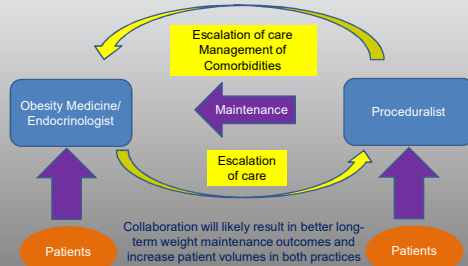 Escalation of care
Management of
Comorbidities
Obesity Medicine/
Endocrinologist
Maintenance
Proceduralist
Escalation
of care
Collaboration will likely result in better long-
term weight maintenance outcomes and
increase patient volumes in both practices
Patients
Patients